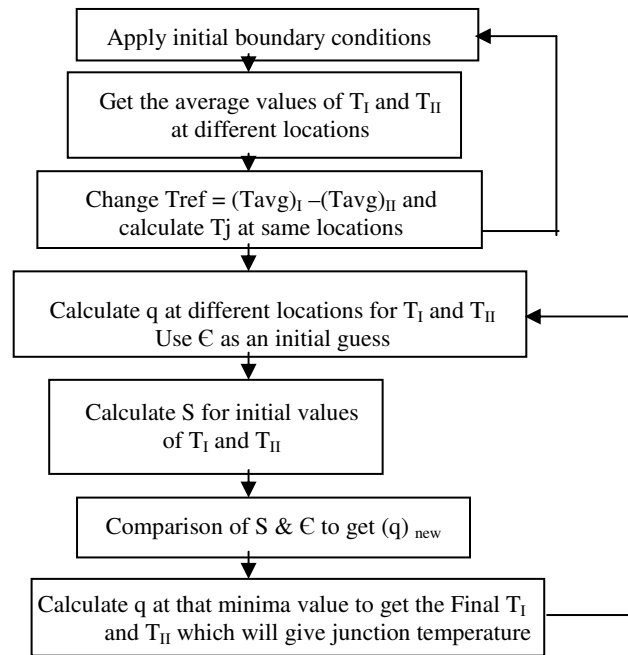 Apply initial boundary conditions
Get the average values of T_I and T_II
at different locations
Change Tref = (Tavg)_I –(Tavg)_II and
calculate Tj at same locations
Calculate q at different locations for T_I and T_II
Use Є as an initial guess
Calculate S for initial values
of T_I and T_II
Comparison of S & Є to get (q) _new
Calculate q at that minima value to get the Final T_I
and T_II which will give junction temperature